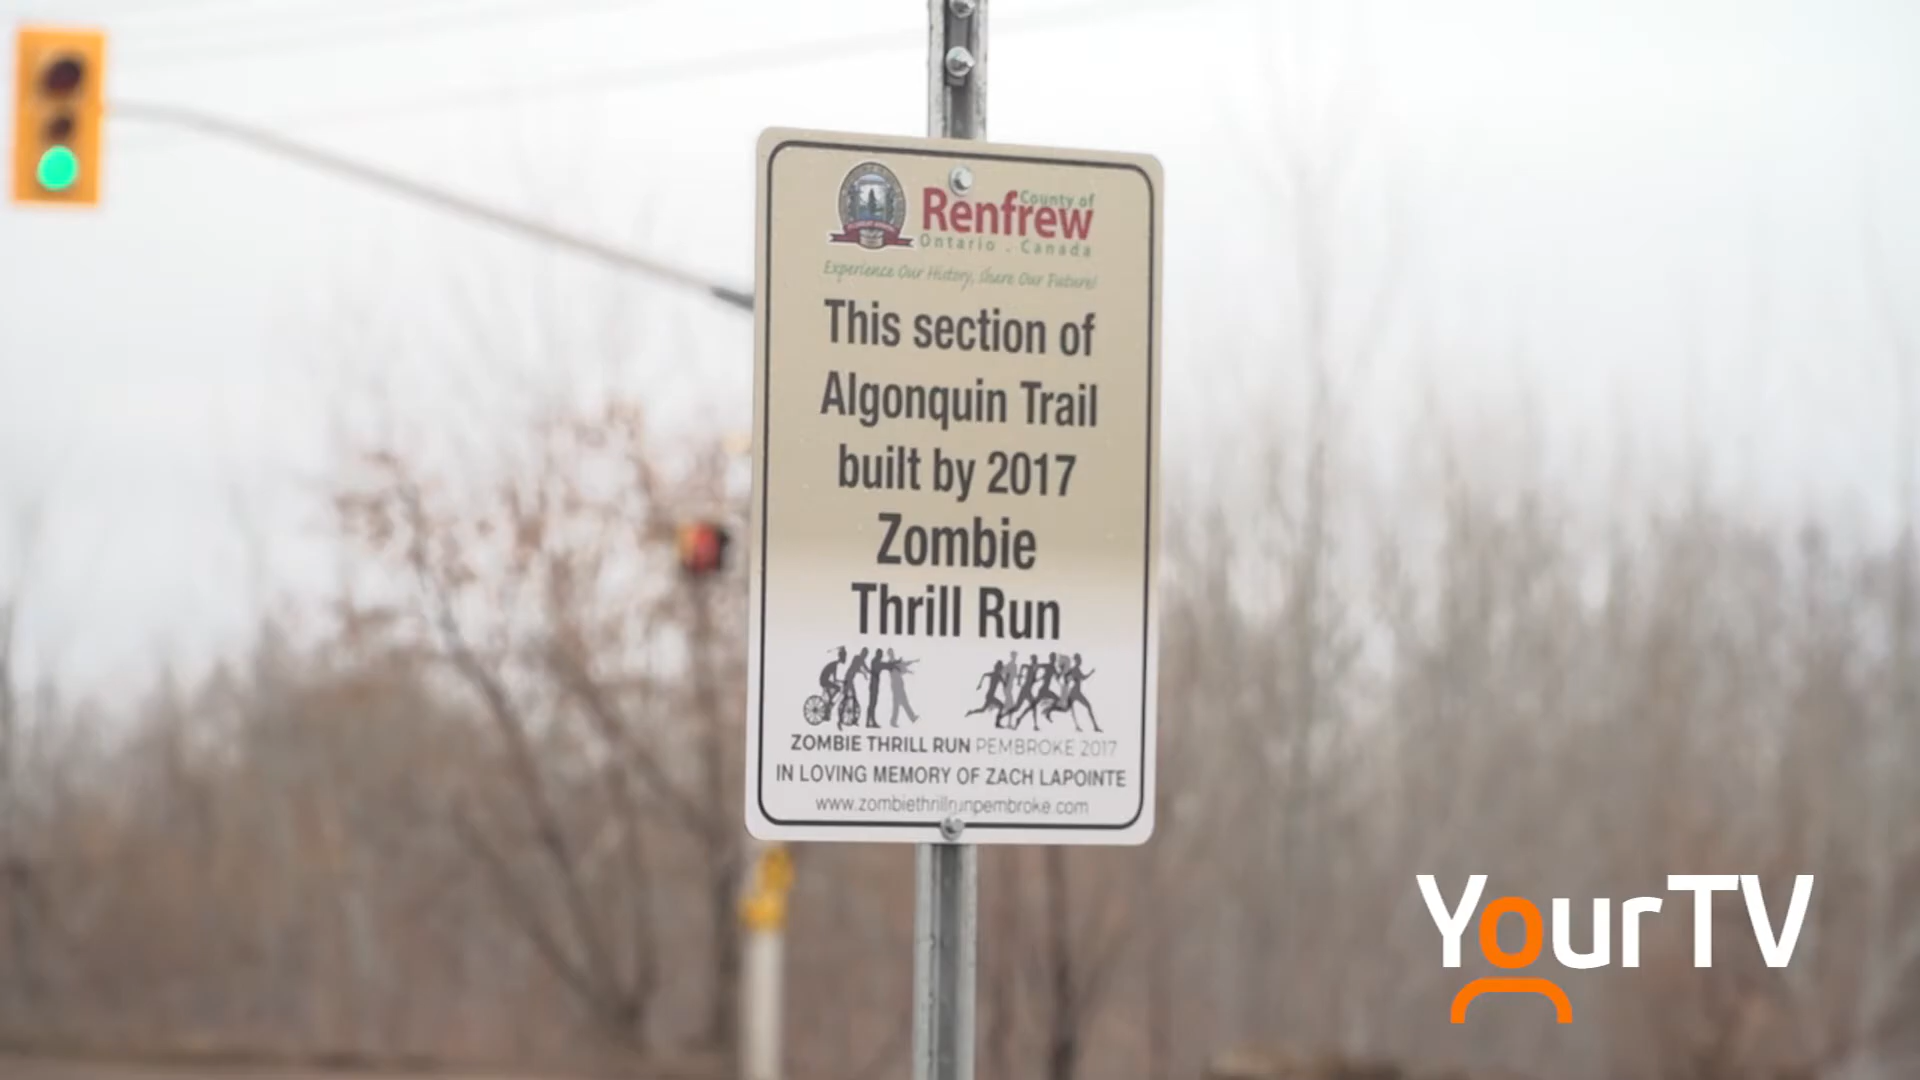 County of
Renfrew
Ontario . Canada
Experience Our History, Share Our Future!
This section of
Algonquin Trail
built by 2017
Zombie
Thrill Run
ZOMBIE THRILL RUN PEMBROKE 2017
IN LOVING MEMORY OF ZACH LAPOINTE
www.zombiethrillrunpembroke.com
YourTV